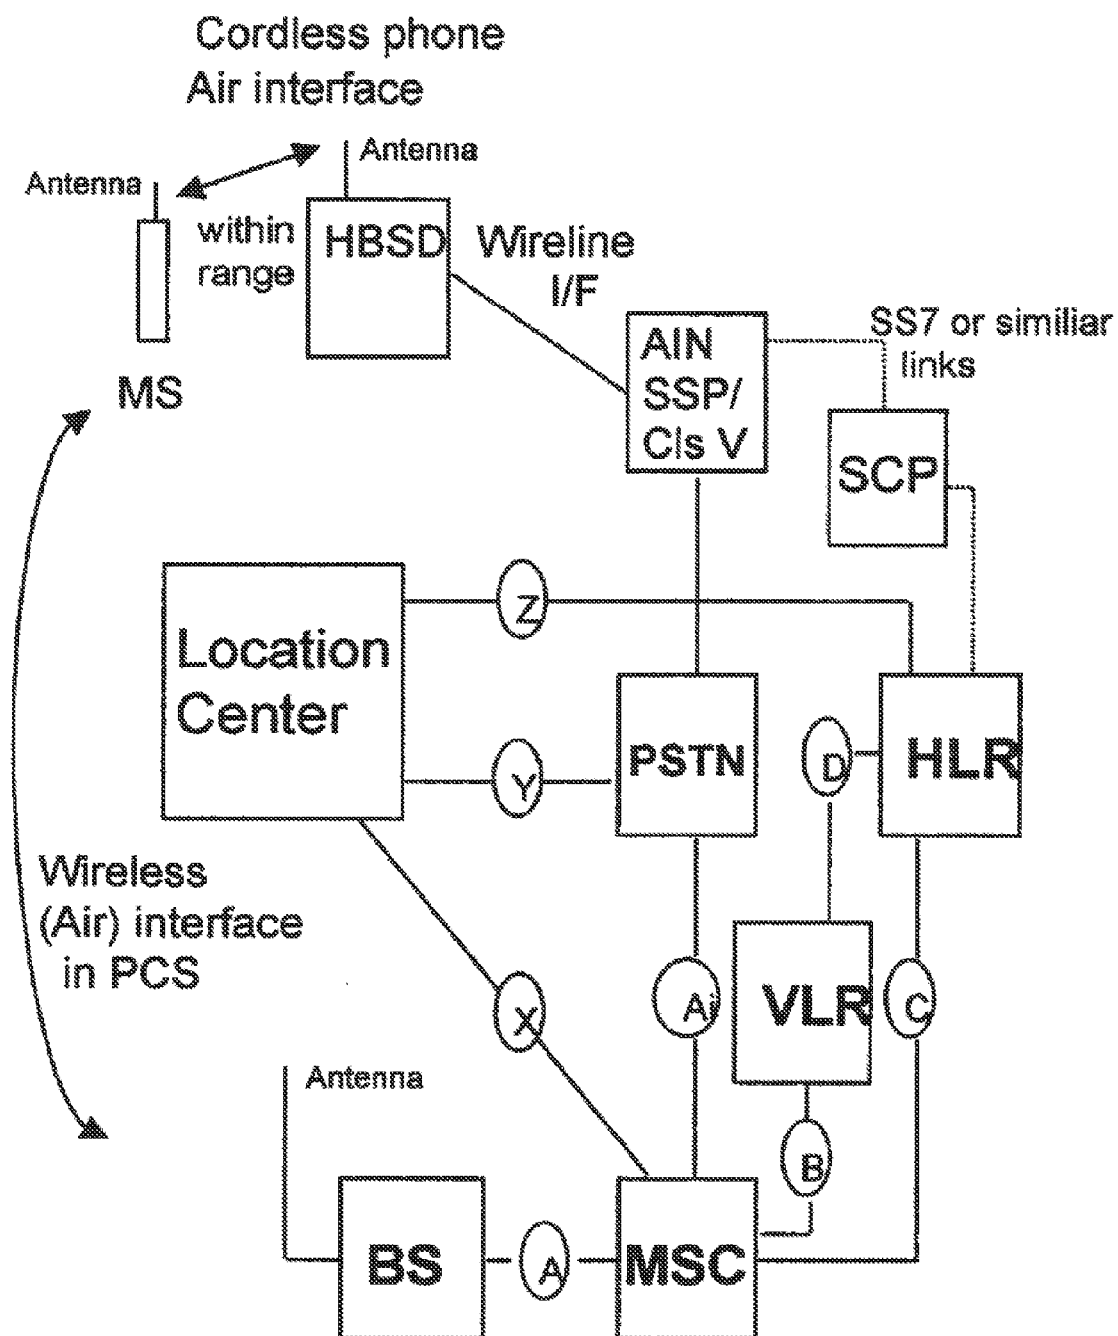 Cordless phone
Air interface
Antenna
Antenna
within
range
HBSD
Wireline
I/F
MS
AIN
SSP/
Cls V
SS7 or similiar
links
SCP
Location
Center
Z
Y
PSTN
D
HLR
Wireless
(Air) interface
in PCS
X
Ai
VLR
C
Antenna
B
BS
A
MSC